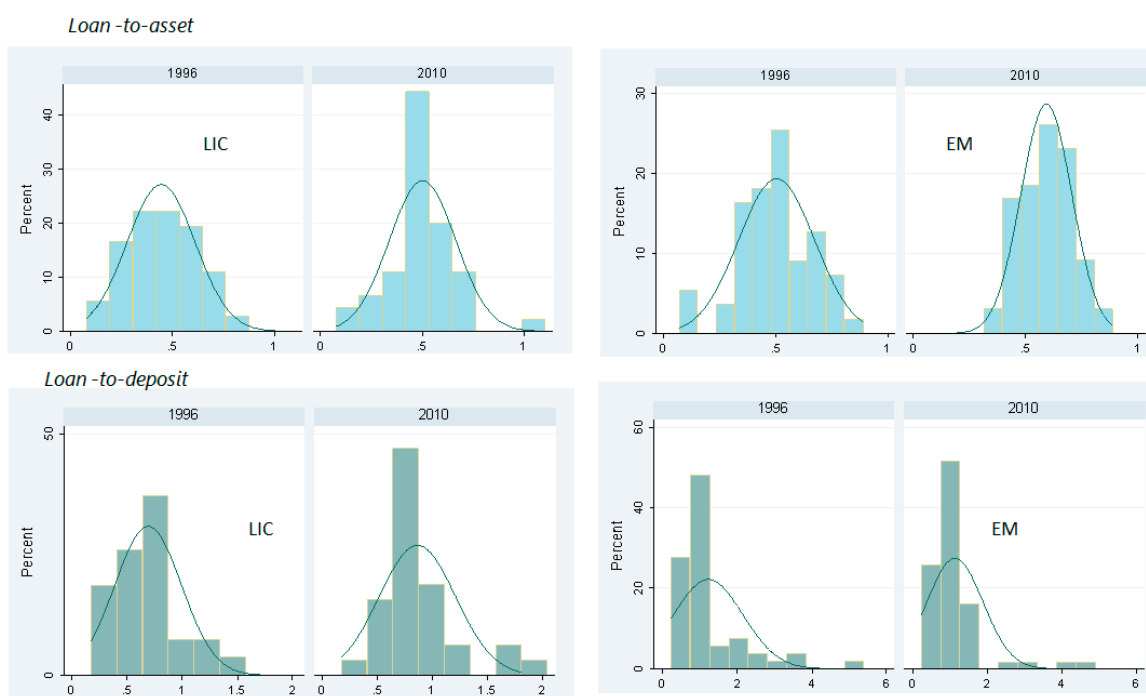 Loan -to-asset
1996 2010
LIC
Percent
0 10 20 30 40
0 .5 1 0 .5 1
1996 2010
EM
Percent
0 10 20 30
0 .5 1 0 .5 1
Loan -to-deposit
1996 2010
LIC
Percent
0 50
0 .5 1 1.5 2 0 .5 1 1.5 2
1996 2010
EM
Percent
0 20 40 60
0 2 4 6 0 2 4 6